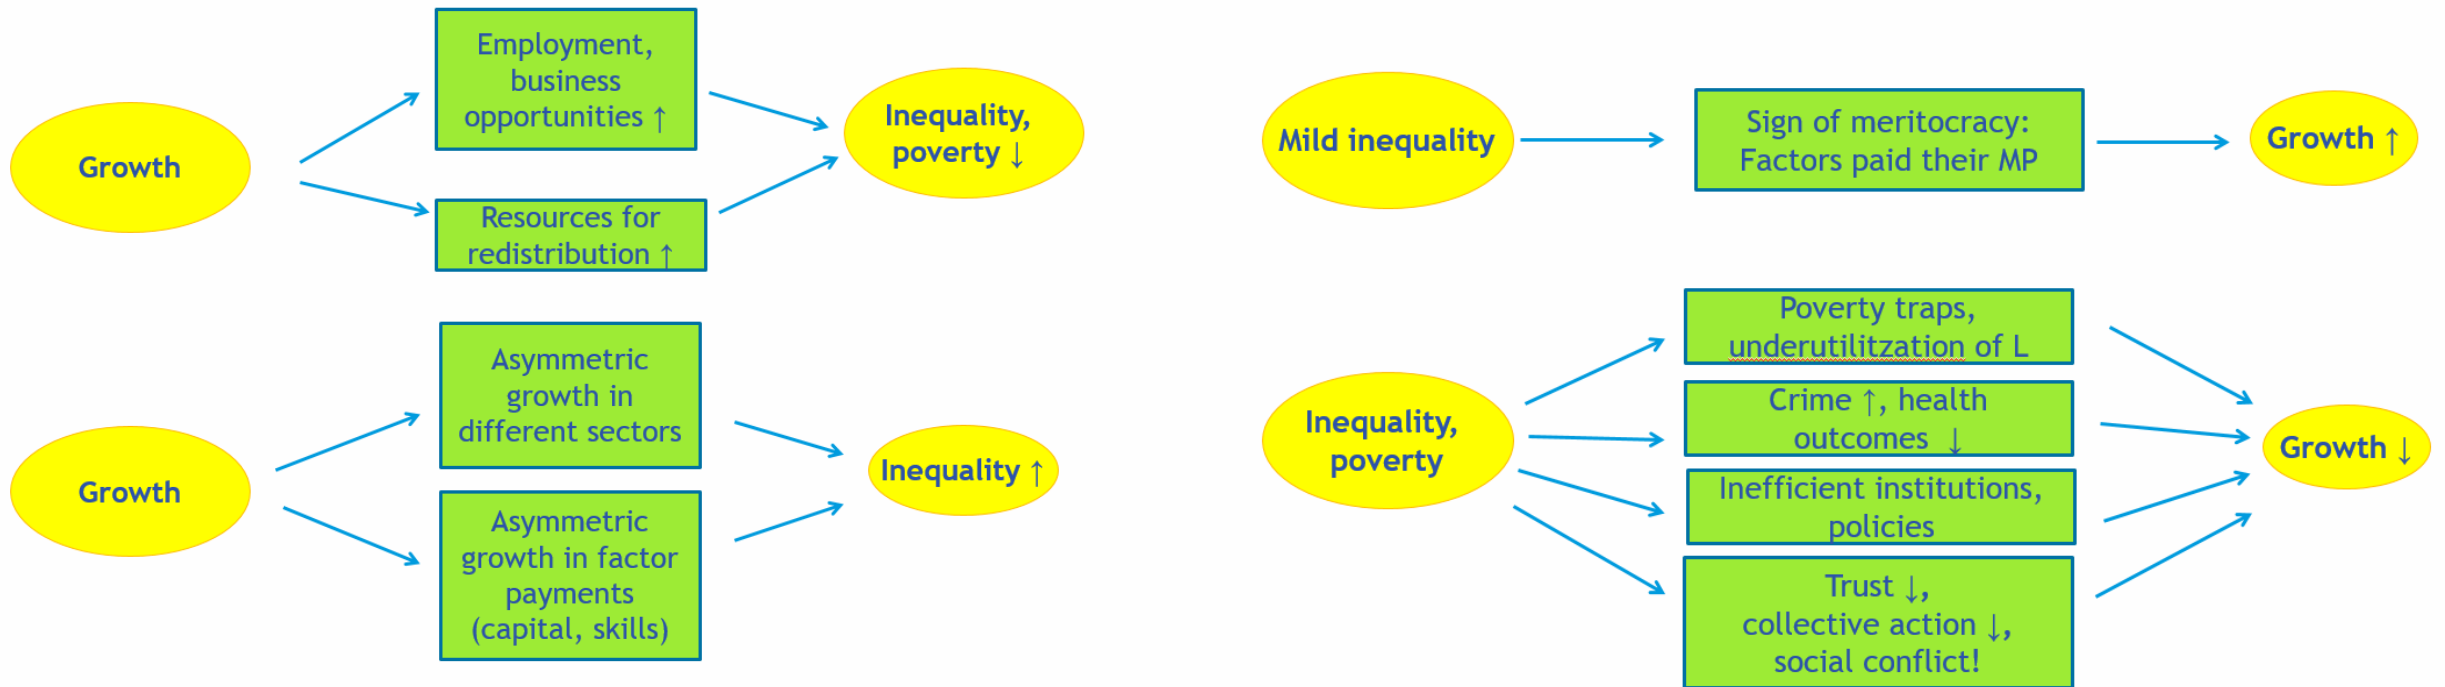 Growth
Employment,
business
opportunities ↑
Resources for
redistribution ↑
Inequality,
poverty ↓
Growth
Asymmetric
growth in
different sectors
Asymmetric
growth in factor
payments
(capital, skills)
Inequality ↑
Mild inequality
Sign of meritocracy:
Factors paid their MP
Growth ↑
Inequality,
poverty
Poverty traps,
underutilitzation of L
Crime ↑, health
outcomes ↓
Inefficient institutions,
policies
Trust ↓,
collective action ↓,
social conflict!
Growth ↓